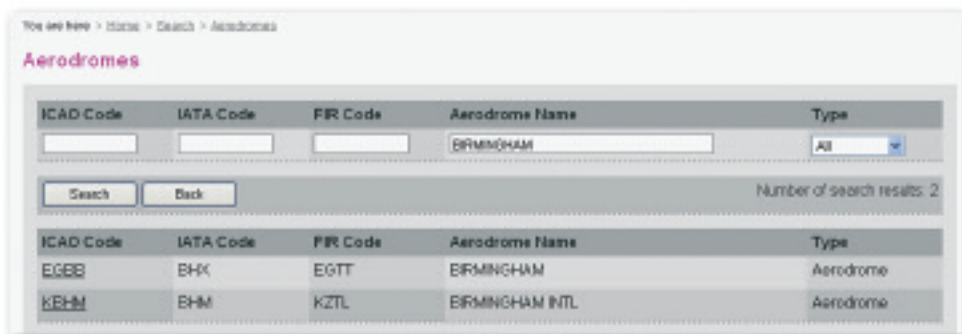 You are here > Home > Search > Aerodromes
Aerodromes
ICAO Code IATA Code FIR Code Aerodrome Name Type
BIRMINGHAM All
Search Back Number of search results: 2
ICAO Code IATA Code FIR Code Aerodrome Name Type
EGBB BHX EGTT BIRMINGHAM Aerodrome
KBHM BHM KZTL BIRMINGHAM INTL Aerodrome